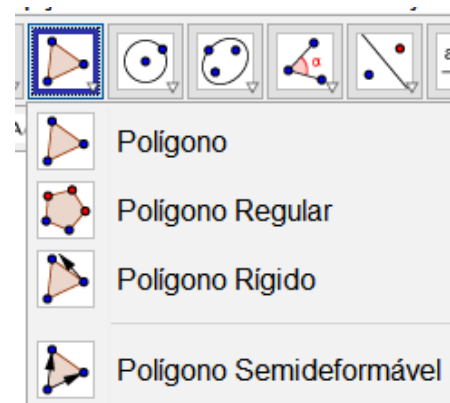 α
a
Polígono
Polígono Regular
Polígono Rígido
Polígono Semideformável